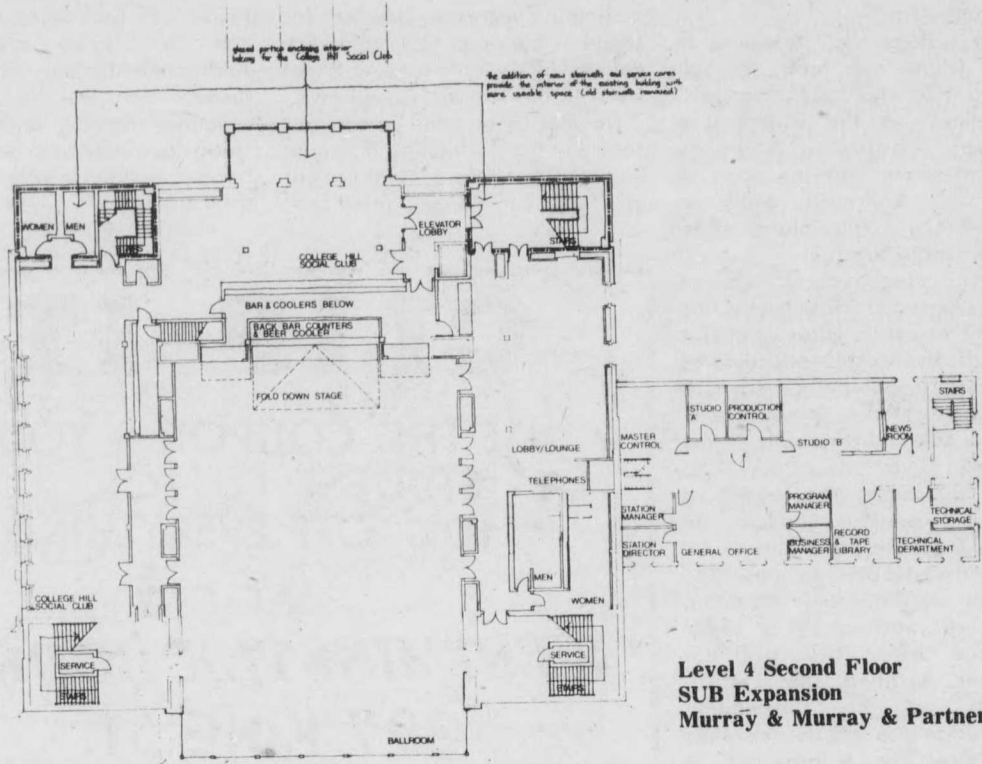 glazed portico enclosing interior
balcony for the College Hill Social Club
the addition of new stairwells and service cores
provide the interior of the existing building with
more useable space (old stairwells removed)
WOMEN
MEN
STAIRS
ELEVATOR
LOBBY
STAIRS
COLLEGE HILL
SOCIAL CLUB
BAR & COOLERS BELOW
BACK BAR COUNTERS
& BEER COOLER
FOLD DOWN STAGE
LOBBY/LOUNGE
TELEPHONES
MASTER
CONTROL
STUDIO
A
PRODUCTION
CONTROL
STUDIO B
NEWS
ROOM
STAIRS
STATION
MANAGER
STATION
DIRECTOR
GENERAL OFFICE
PROGRAM
MANAGER
BUSINESS
MANAGER
RECORD
& TAPE
LIBRARY
TECHNICAL
DEPARTMENT
TECHNICAL
STORAGE
MEN
WOMEN
COLLEGE HILL
SOCIAL CLUB
SERVICE
STAIRS
SERVICE
STAIRS
BALLROOM
Level 4 Second Floor
SUB Expansion
Murray & Murray & Partner